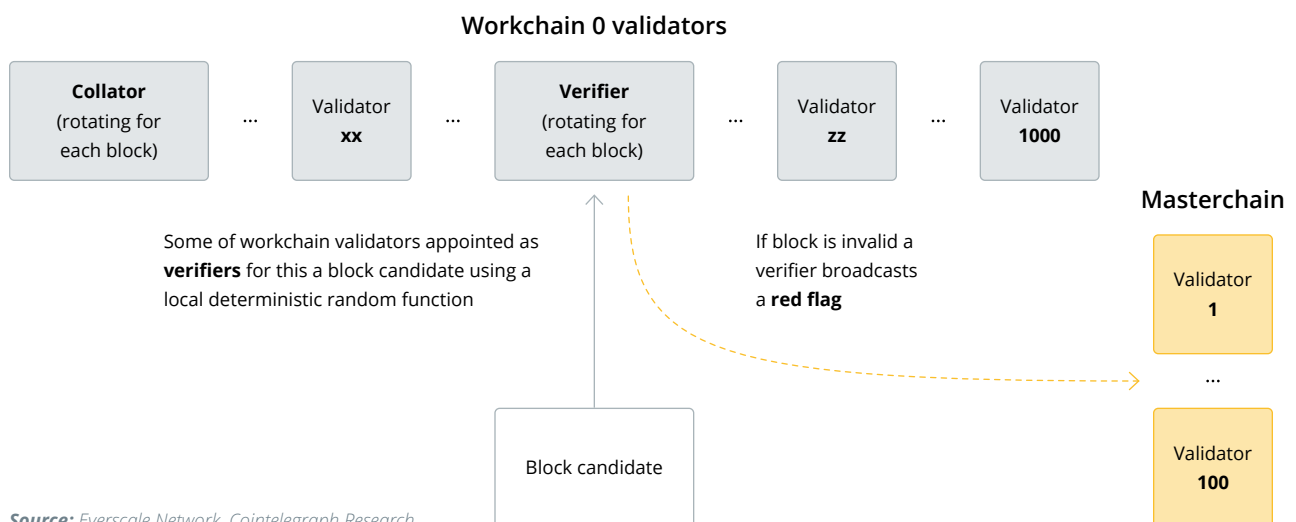 Workchain 0 validators
Collator
(rotating for
each block)
...
Validator
xx
...
Verifier
(rotating for
each block)
...
Validator
zz
...
Validator
1000
Masterchain
Some of workchain validators appointed as
verifiers for this a block candidate using a
local deterministic random function
If block is invalid a
verifier broadcasts
a red flag
Validator
1
...
Validator
100
Block candidate
Source: Everscale Network, Cointelegraph Research